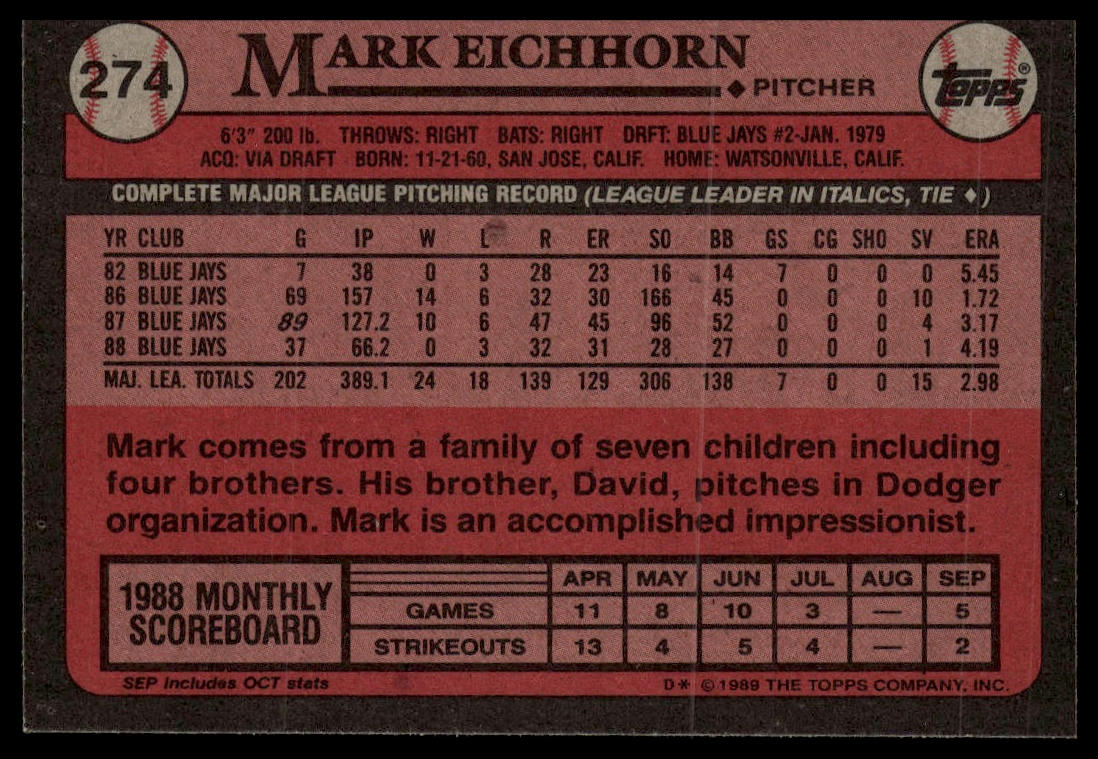 274
MARK EICHHORN
◆ PITCHER
TOPPS®
6'3" 200 lb. THROWS: RIGHT BATS: RIGHT DRFT: BLUE JAYS #2-JAN. 1979
ACQ: VIA DRAFT BORN: 11-21-60, SAN JOSE, CALIF. HOME: WATSONVILLE, CALIF.
COMPLETE MAJOR LEAGUE PITCHING RECORD (LEAGUE LEADER IN ITALICS, TIE ♦)
YR CLUB G IP W L R ER SO BB GS CG SHO SV ERA
82 BLUE JAYS 7 38 0 3 28 23 16 14 7 0 0 0 5.45
86 BLUE JAYS 69 157 14 6 32 30 166 45 0 0 0 10 1.72
87 BLUE JAYS 89 127.2 10 6 47 45 96 52 0 0 0 4 3.17
88 BLUE JAYS 37 66.2 0 3 32 31 28 27 0 0 0 1 4.19
MAJ. LEA. TOTALS 202 389.1 24 18 139 129 306 138 7 0 0 15 2.98
Mark comes from a family of seven children including
four brothers. His brother, David, pitches in Dodger
organization. Mark is an accomplished impressionist.
1988 MONTHLY
SCOREBOARD
APR MAY JUN JUL AUG SEP
GAMES 11 8 10 3 — 5
STRIKEOUTS 13 4 5 4 — 2
SEP includes OCT stats
D* © 1989 THE TOPPS COMPANY, INC.